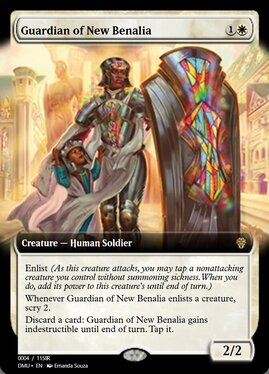 Guardian of New Benalia 1
Creature — Human Soldier
Enlist (As this creature attacks, you may tap a nonattacking
creature you control without summoning sickness. When you
do, add its power to this creature's until end of turn.)
Whenever Guardian of New Benalia enlists a creature,
scry 2.
Discard a card: Guardian of New Benalia gains
indestructible until end of turn. Tap it.
2/2
0004 / 115IR
DMU • EN Ernanda Souza